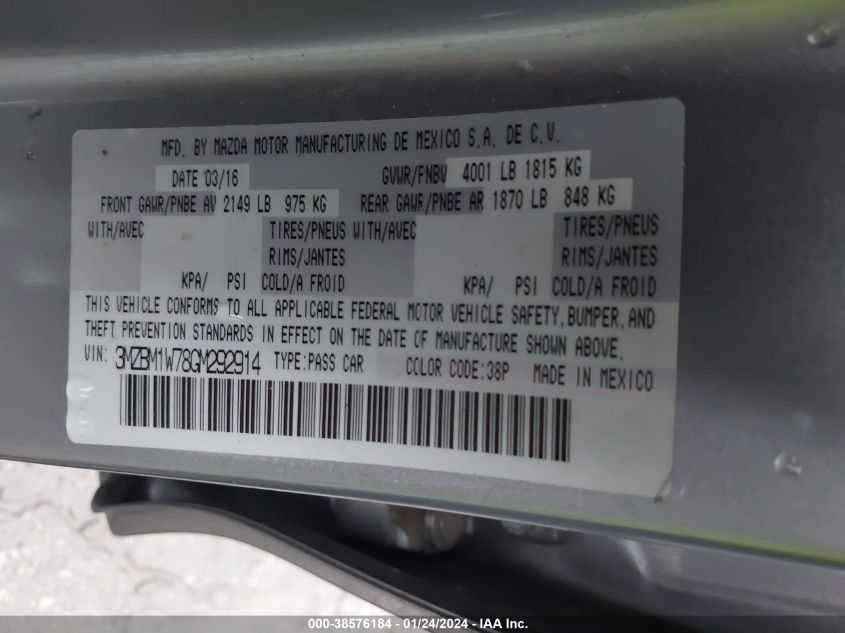 MFD. BY MAZDA MOTOR MANUFACTURING DE MEXICO S.A. DE C.V.
DATE 03/16 GVWR/FNBV 4001 LB 1815 KG
FRONT GAWR/PNBE AV 2149 LB 975 KG REAR GAWF/PNBE AR 1870 LB 848 KG
WITH/AVEC TIRES/PNEUS WITH/AVEC TIRES/PNEUS
RIMS/JANTES RIMS/JANTES
KPA/ PSI COLD/A FROID KPA/ PSI COLD/A FROID
THIS VEHICLE CONFORMS TO ALL APPLICABLE FEDERAL MOTOR VEHICLE SAFETY, BUMPER, AND
THEFT PREVENTION STANDARDS IN EFFECT ON THE DATE OF MANUFACTURE SHOWN ABOVE.
VIN: 3MZBM1W78GM292914 TYPE:PASS CAR COLOR CODE:38P MADE IN MEXICO
000-38576184 - 01/24/2024 - IAA Inc.